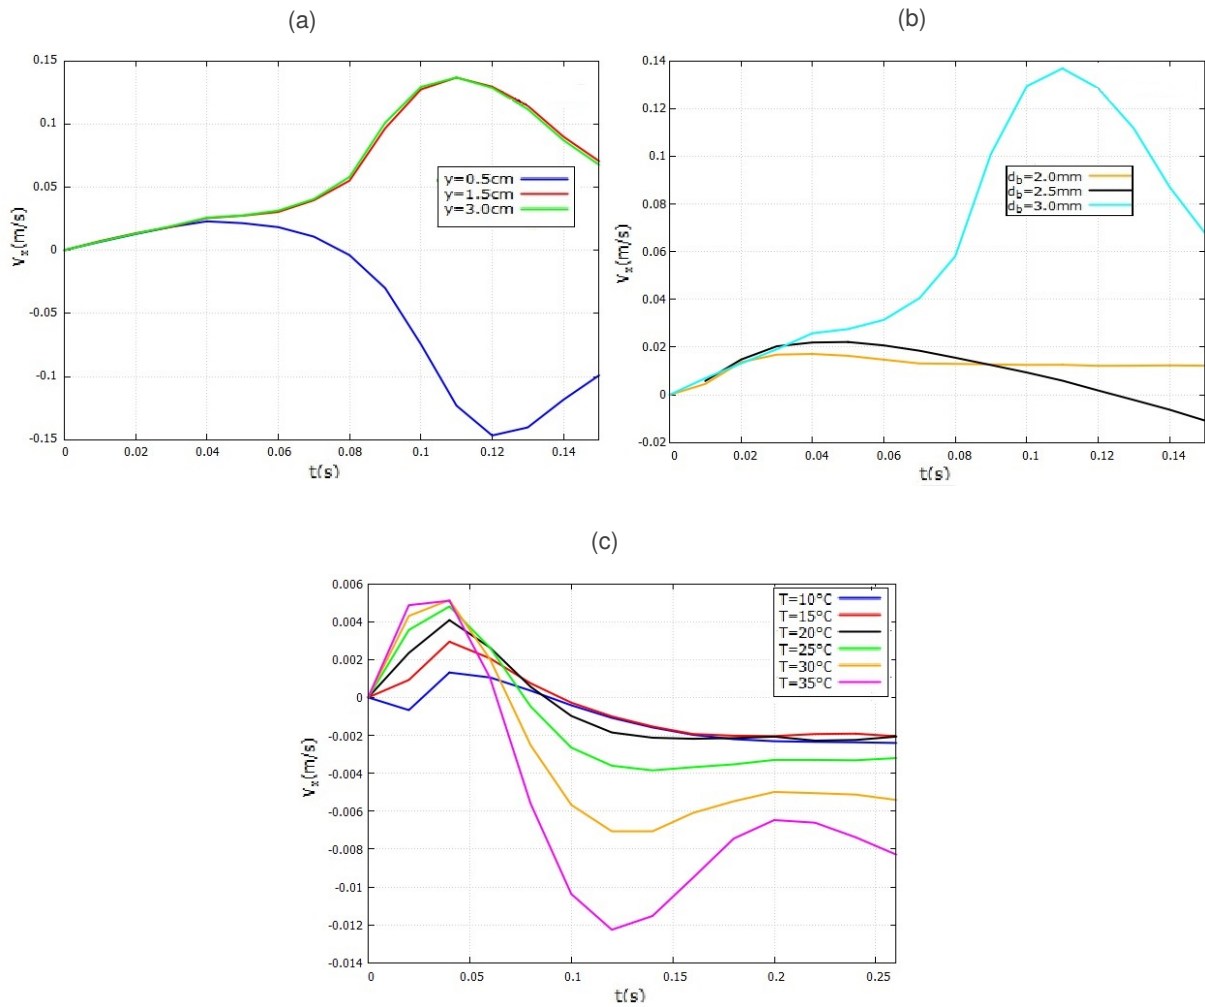 (a)
0.15
0.1
0.05
0
-0.05
-0.1
-0.15
Vx(m/s)
y=0.5cm
y=1.5cm
y=3.0cm
0 0.02 0.04 0.06 0.08 0.1 0.12 0.14
t(s)
(b)
0.14
0.12
0.1
0.08
0.06
0.04
0.02
0
-0.02
Vx(m/s)
db=2.0mm
db=2.5mm
db=3.0mm
0 0.02 0.04 0.06 0.08 0.1 0.12 0.14
t(s)
(c)
0.006
0.004
0.002
0
-0.002
-0.004
-0.006
-0.008
-0.01
-0.012
-0.014
Vx(m/s)
T=10°C
T=15°C
T=20°C
T=25°C
T=30°C
T=35°C
0 0.05 0.1 0.15 0.2 0.25
t(s)